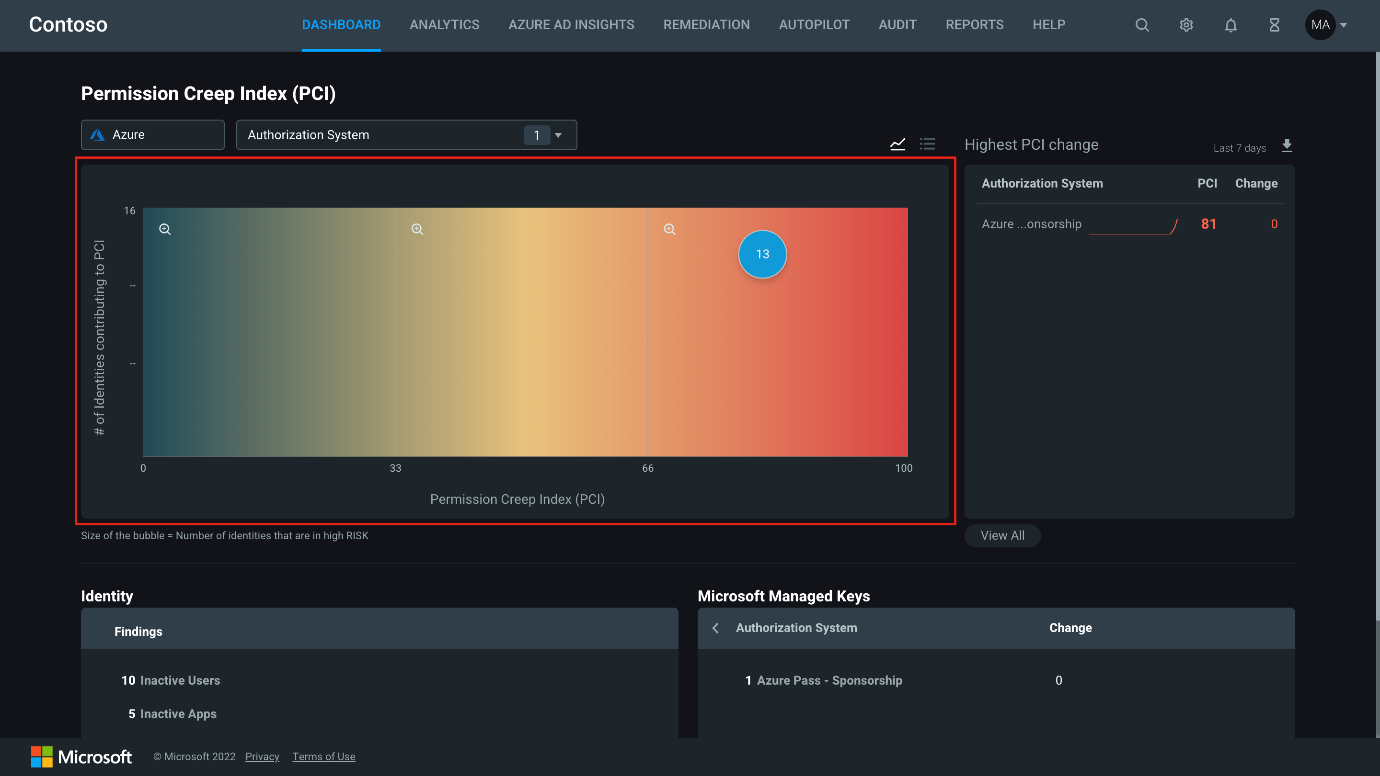 Contoso
DASHBOARD
ANALYTICS
AZURE AD INSIGHTS
REMEDIATION
AUTOPILOT
AUDIT
REPORTS
HELP
MA
Permission Creep Index (PCI)
Azure
Authorization System
1
Highest PCI change
Last 7 days
16
--
--
# of Identities contributing to PCI
13
0
33
66
100
Permission Creep Index (PCI)
Size of the bubble = Number of identities that are in high RISK
Authorization System PCI Change
Azure ...onsorship 81 0
View All
Identity
Findings
10 Inactive Users
5 Inactive Apps
Microsoft Managed Keys
Authorization System Change
1 Azure Pass - Sponsorship 0
Microsoft
© Microsoft 2022 Privacy Terms of Use